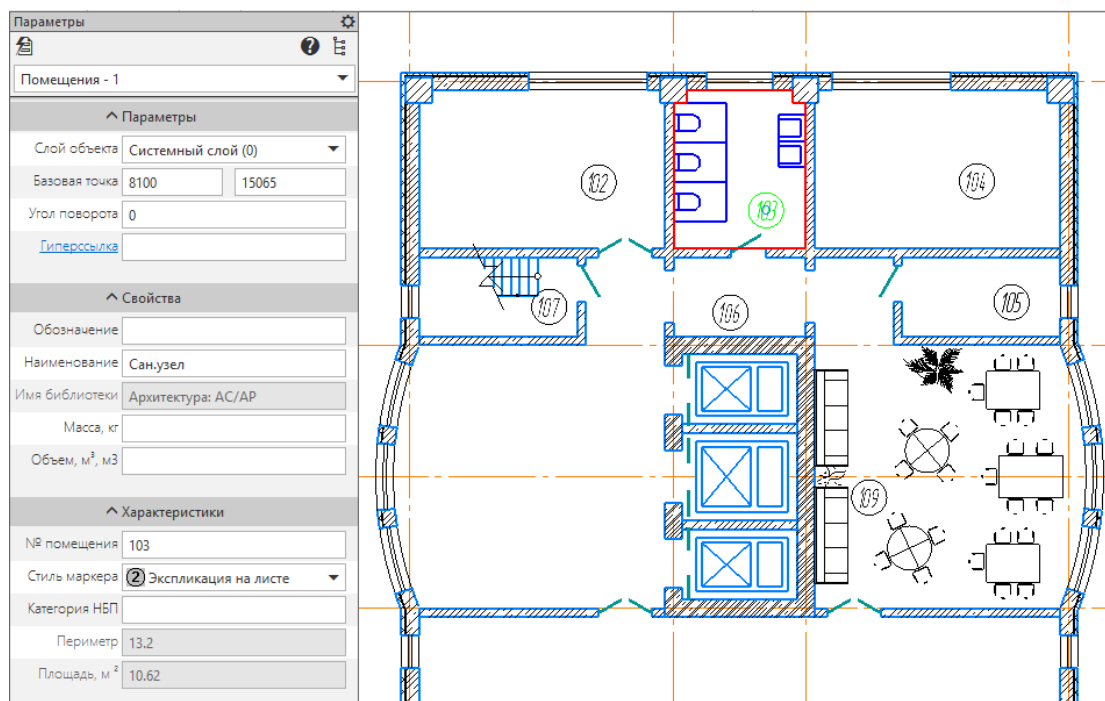 Параметры
Помещения - 1
Параметры
Слой объекта Системный слой (0)
Базовая точка 8100 15065
Угол поворота 0
Гиперссылка
Свойства
Обозначение
Наименование Сан.узел
Имя библиотеки Архитектура: АС/АР
Масса, кг
Объем, м³, м3
Характеристики
№ помещения 103
Стиль маркера 2 Экспликация на листе
Категория НБП
Периметр 13.2
Площадь, м ² 10.62
102
103
104
107
106
105
109